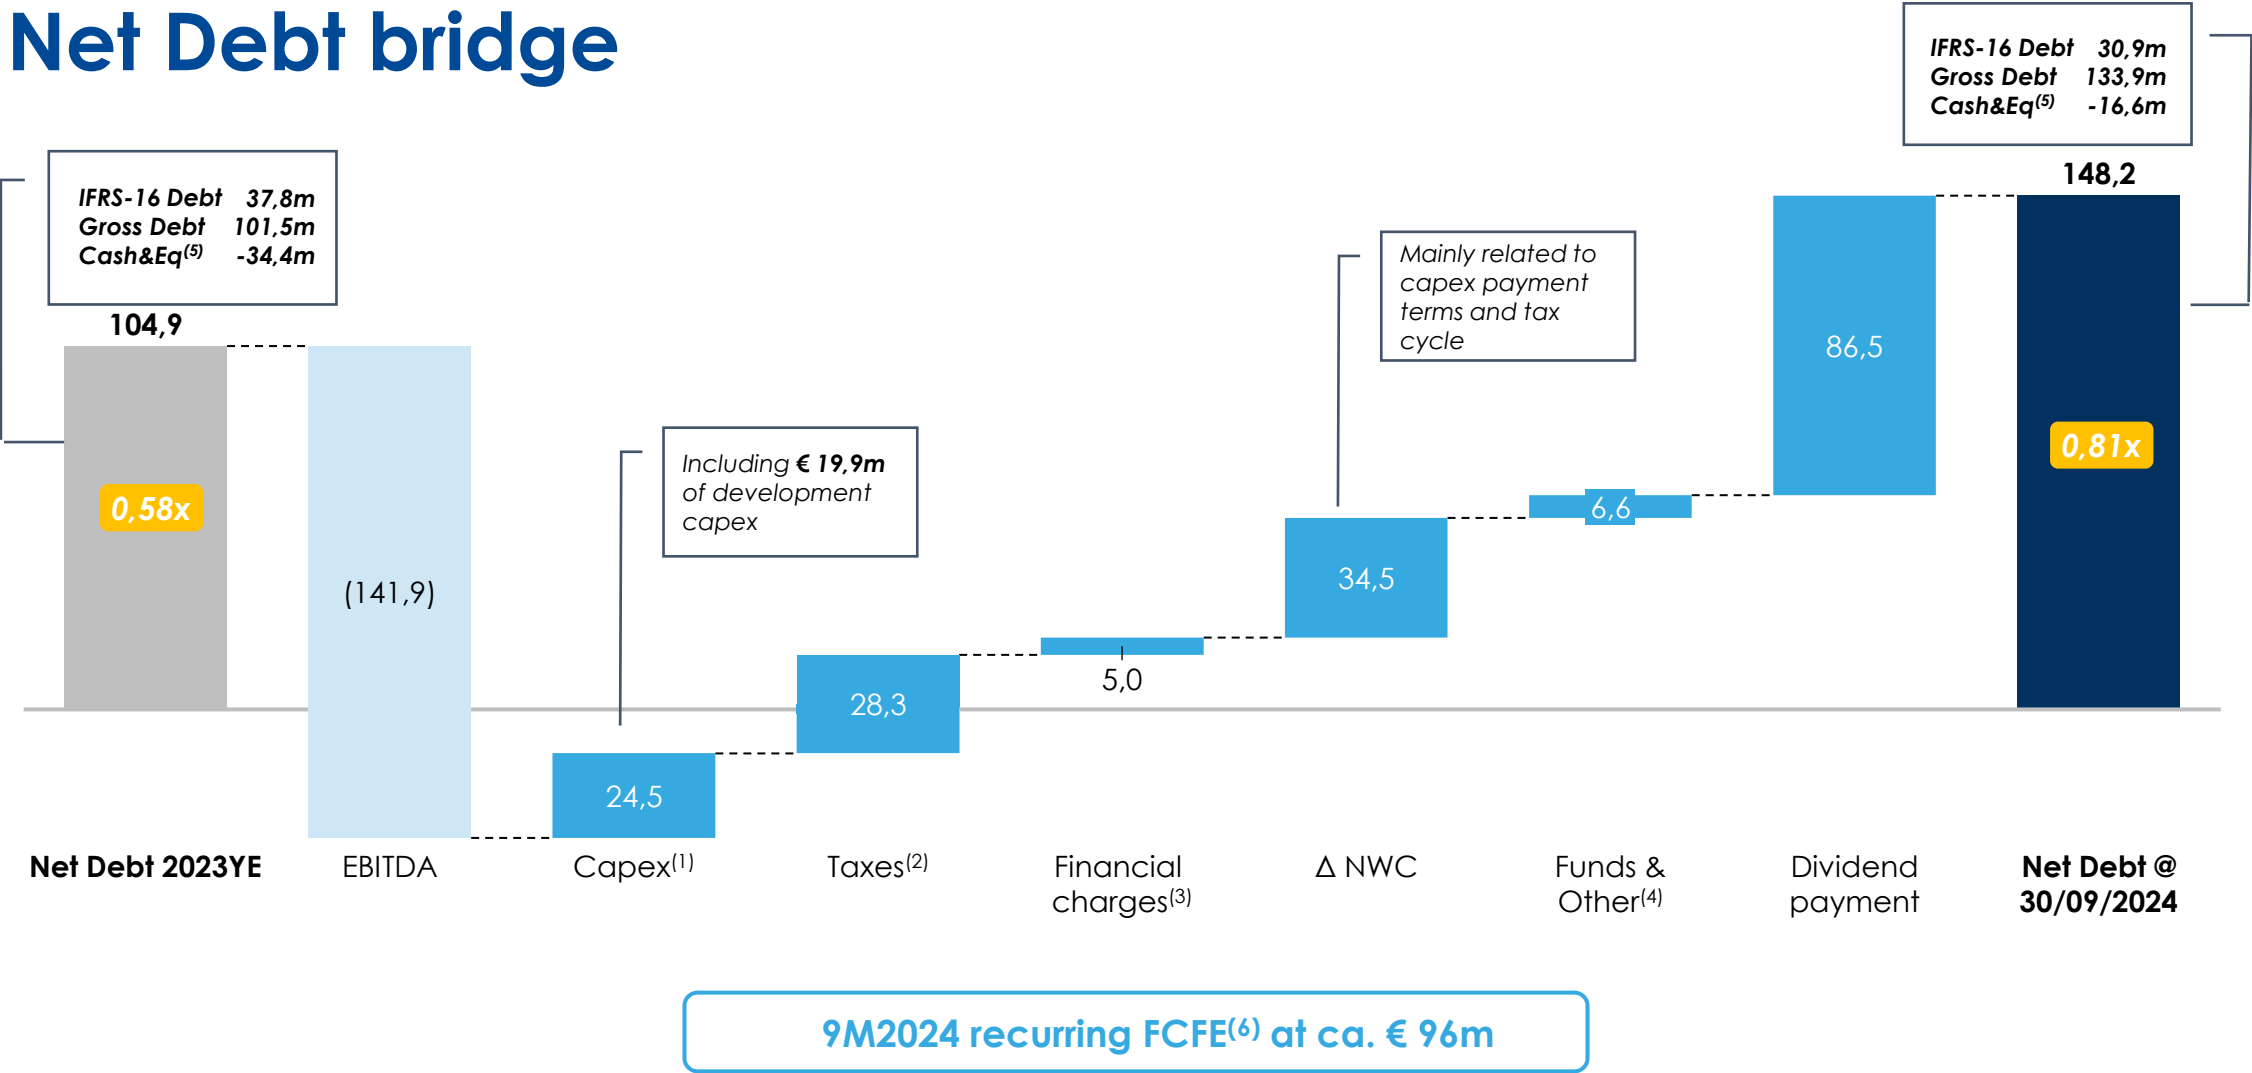 Net Debt bridge
IFRS-16 Debt 30,9m
Gross Debt 133,9m
Cash&Eq(5) -16,6m
148,2
IFRS-16 Debt 37,8m
Gross Debt 101,5m
Cash&Eq(5) -34,4m
104,9
Mainly related to
capex payment
terms and tax
cycle
Including € 19,9m
of development
capex
0,58x
(141,9)
24,5
28,3
5,0
34,5
6,6
86,5
0,81x
Net Debt 2023YE
EBITDA
Capex(1)
Taxes(2)
Financial
charges(3)
Δ NWC
Funds &
Other(4)
Dividend
payment
Net Debt @
30/09/2024
9M2024 recurring FCFE(6) at ca. € 96m